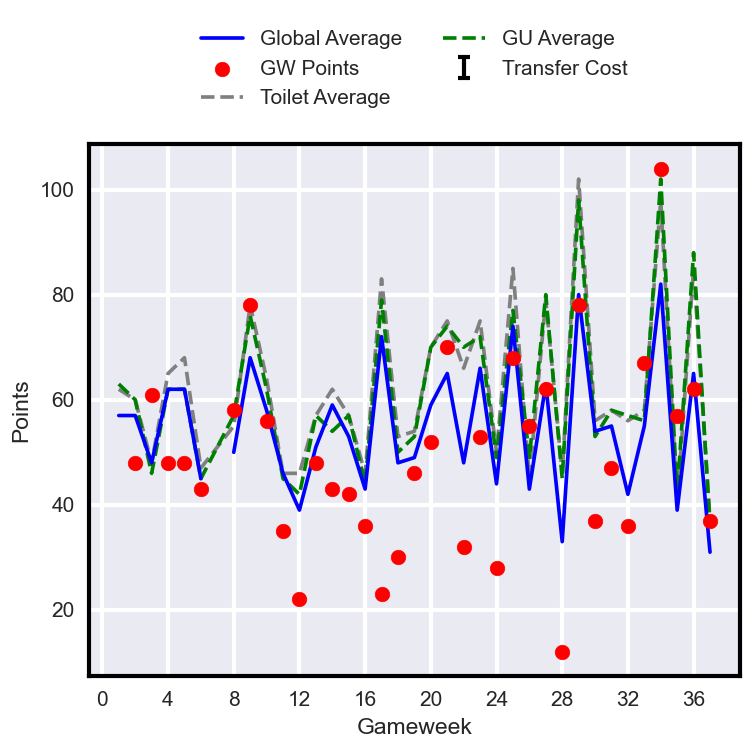 Global Average
GW Points
Toilet Average
GU Average
Transfer Cost
Points
100
80
60
40
20
0 4 8 12 16 20 24 28 32 36
Gameweek